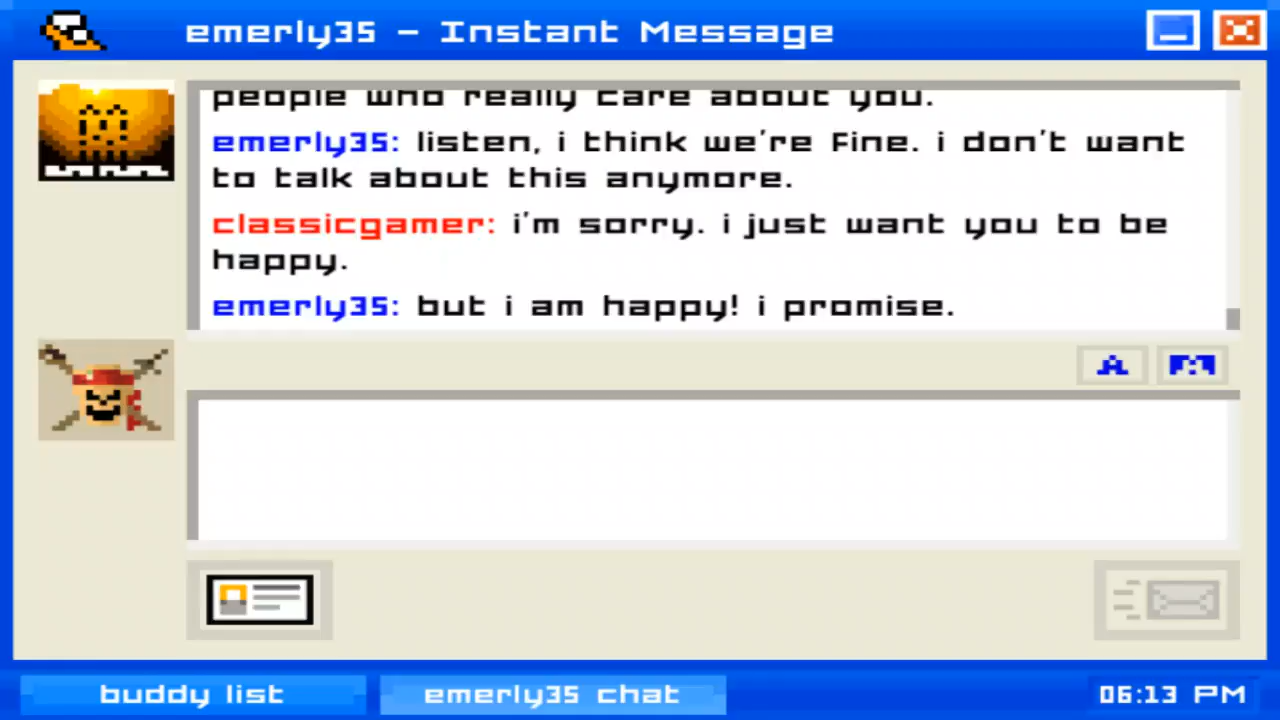 emerly35 - Instant Message
people who really care about you.
emerly35: listen, i think we're Fine. i don't want
to talk about this anymore.
classicgamer: i'm sorry. i just want you to be
happy.
emerly35: but i am happy! i promise.
A
buddy list
emerly35 chat
06:13 PM